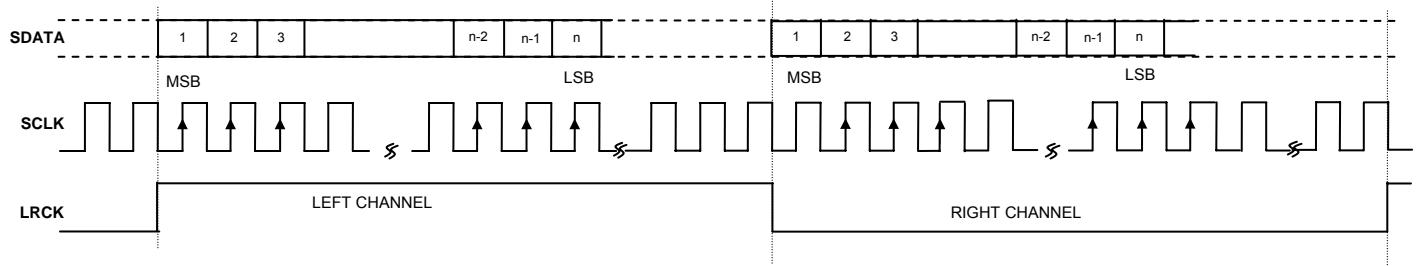 SDATA 1 2 3 n-2 n-1 n 1 2 3 n-2 n-1 n
MSB LSB MSB LSB
SCLK
LRCK LEFT CHANNEL RIGHT CHANNEL